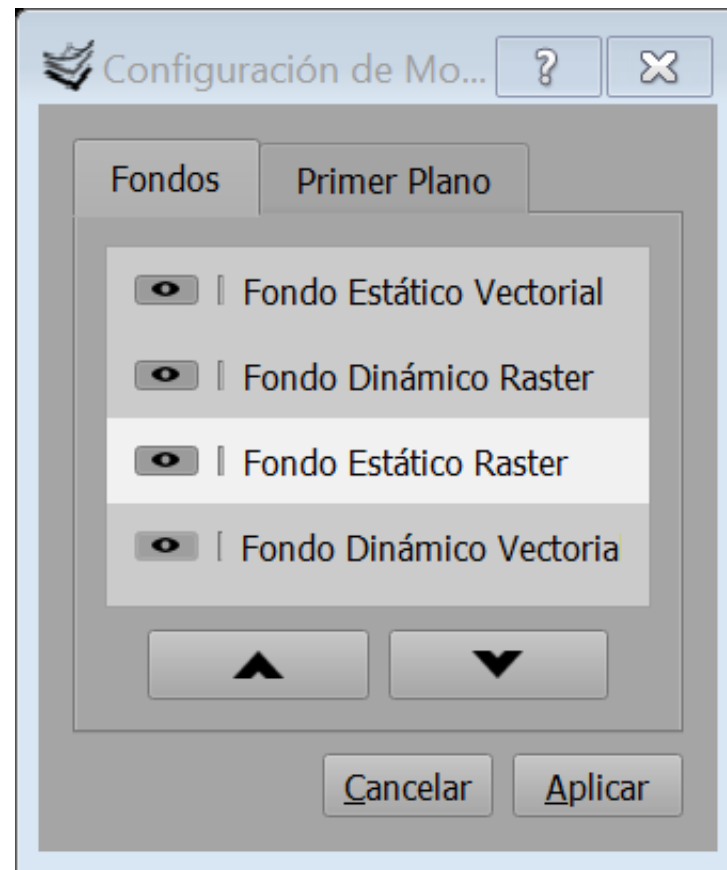 Configuración de Mo...
Fondos Primer Plano
Fondo Estático Vectorial
Fondo Dinámico Raster
Fondo Estático Raster
Fondo Dinámico Vectoria
Cancelar Aplicar